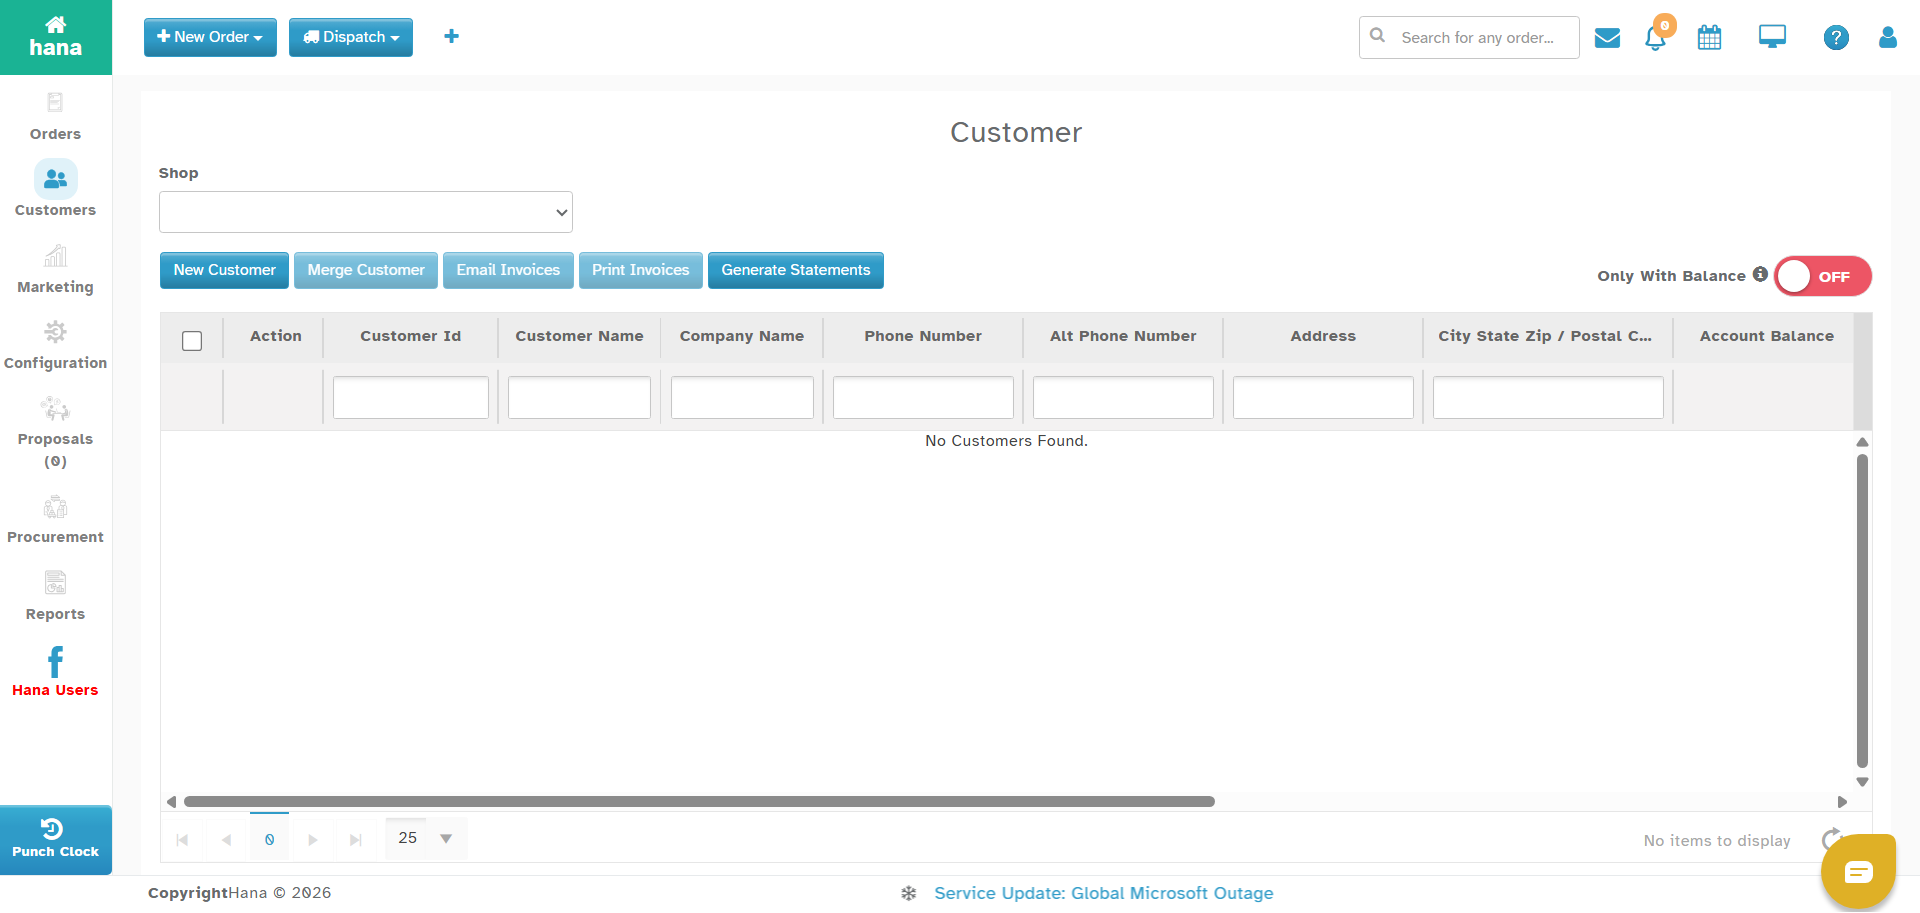 hana
New Order
Dispatch
Search for any order...
0
Orders
Customers
Marketing
Configuration
Proposals
(0)
Procurement
Reports
Hana Users
Punch Clock
Customer
Shop
New Customer
Merge Customer
Email Invoices
Print Invoices
Generate Statements
Only With Balance
OFF
Action
Customer Id
Customer Name
Company Name
Phone Number
Alt Phone Number
Address
City State Zip / Postal C...
Account Balance
No Customers Found.
0
25
No items to display
CopyrightHana © 2026
Service Update: Global Microsoft Outage